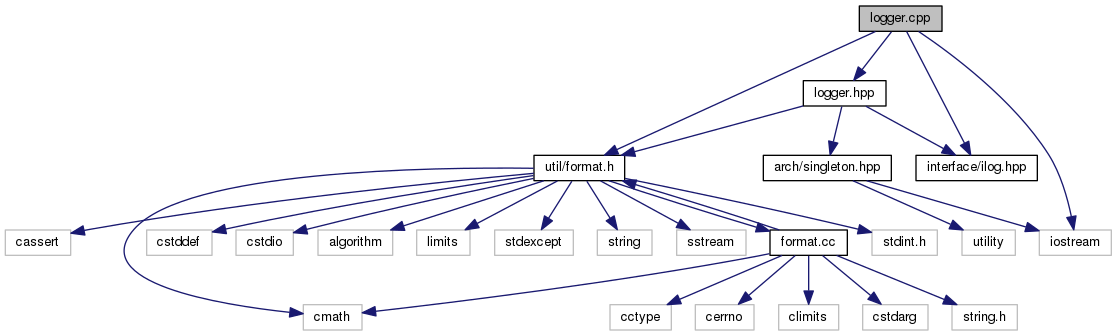 logger.cpp
logger.hpp
util/format.h
arch/singleton.hpp
interface/ilog.hpp
cassert
cstddef
cstdio
algorithm
limits
stdexcept
string
sstream
format.cc
stdint.h
utility
iostream
cmath
cctype
cerrno
climits
cstdarg
string.h